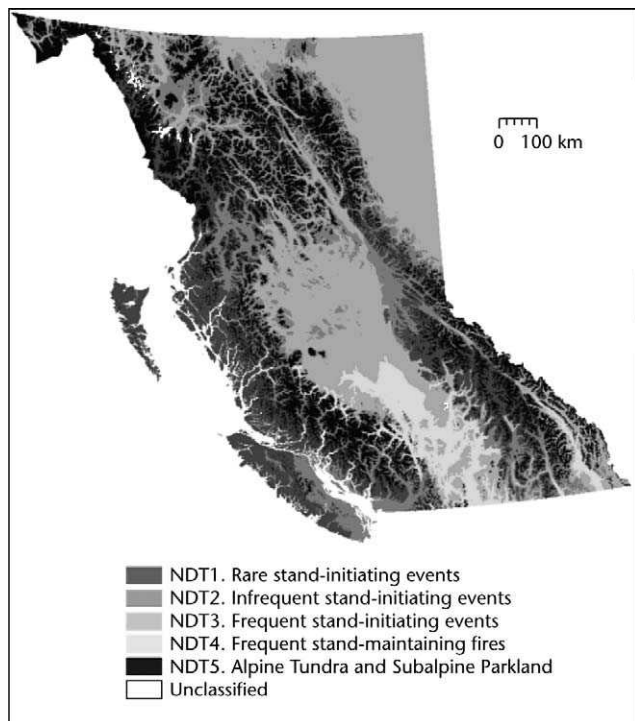 0 100 km
NDT1. Rare stand-initiating events
NDT2. Infrequent stand-initiating events
NDT3. Frequent stand-initiating events
NDT4. Frequent stand-maintaining fires
NDT5. Alpine Tundra and Subalpine Parkland
Unclassified